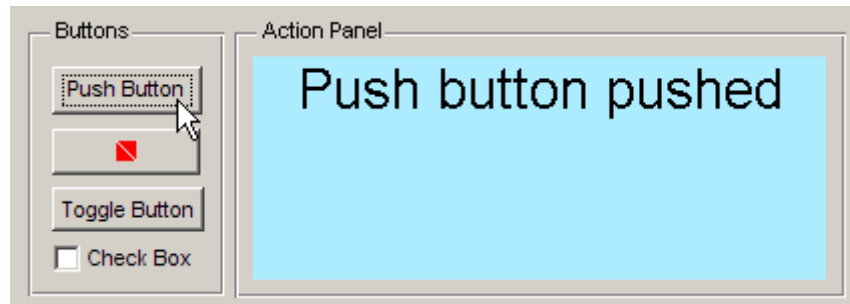 Buttons
Push Button
Toggle Button
Check Box
Action Panel
Push button pushed